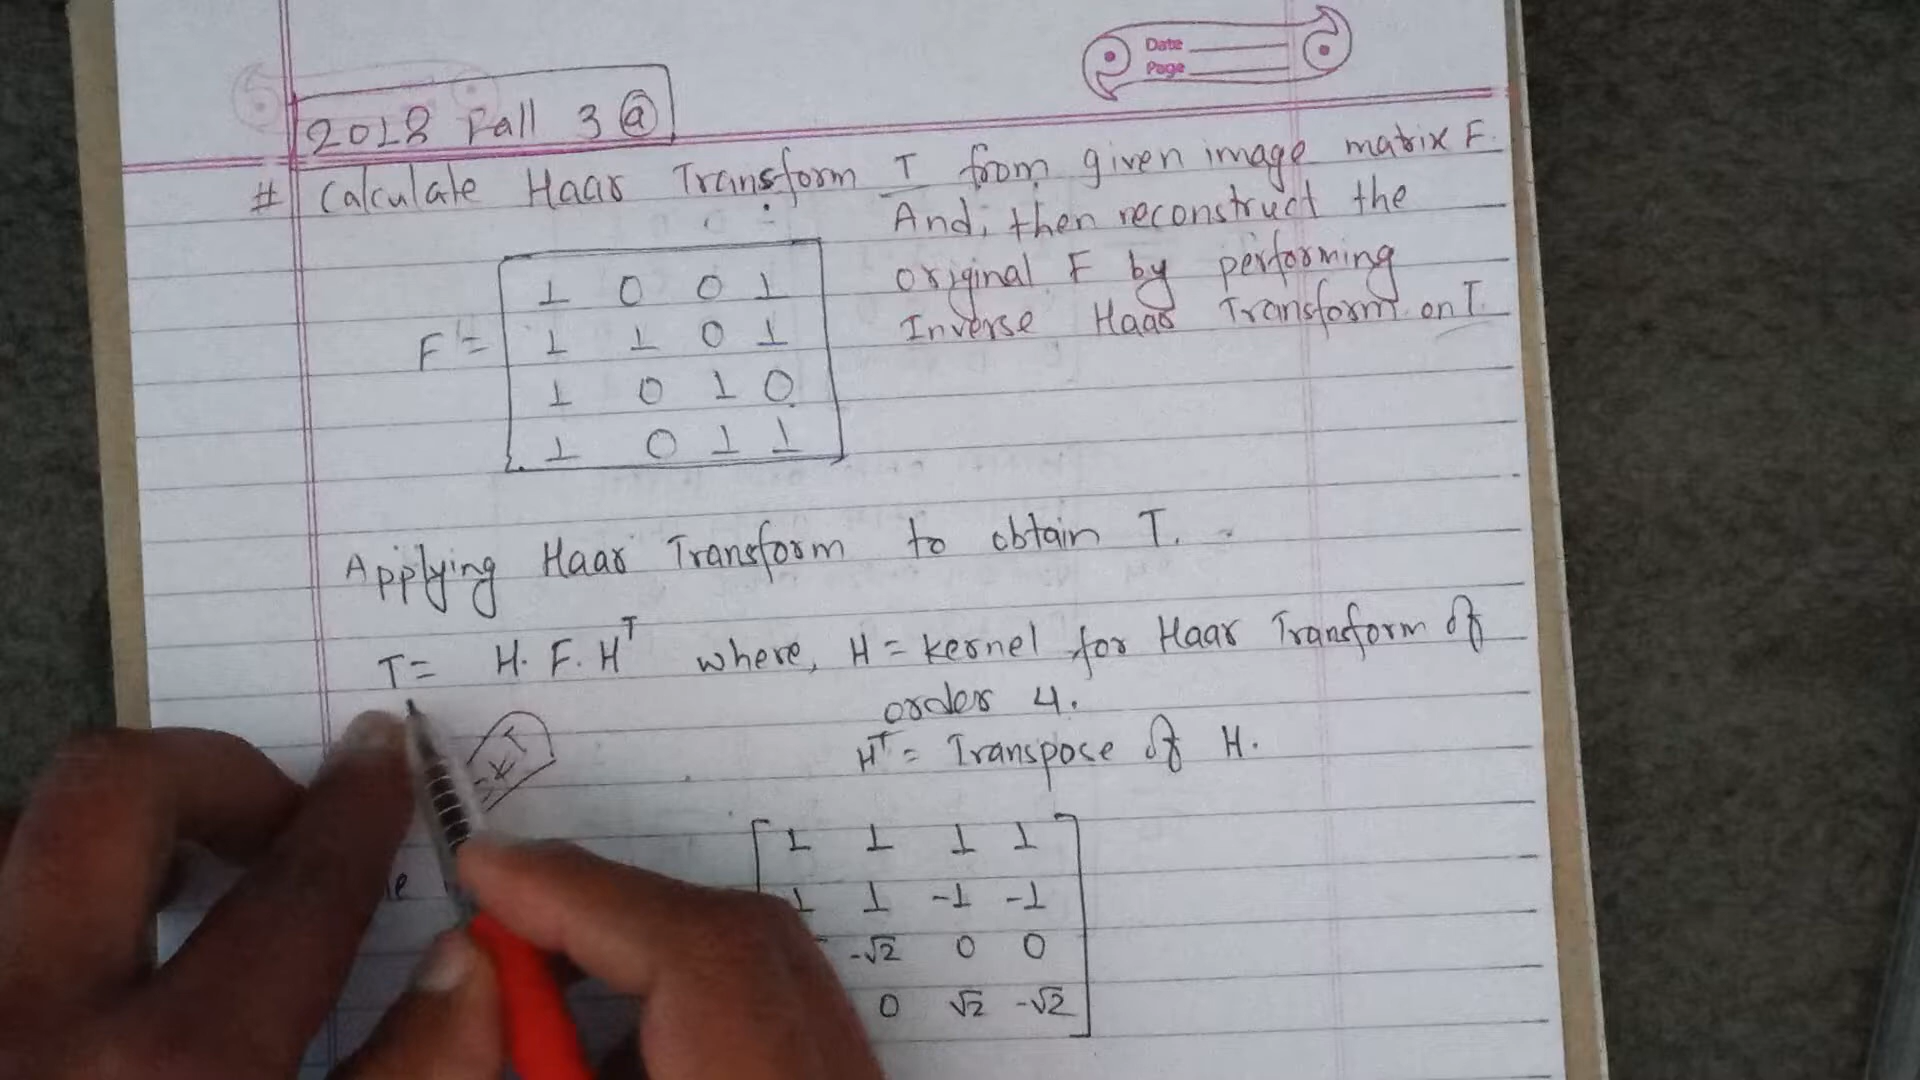 Date
Page
2018 Fall 3 @
# Calculate Haar Transform T from given image matrix F.
And, then reconstruct the
original F by performing
Inverse Haar Transform on T.
F =
1 0 0 1
1 1 0 1
1 0 1 0
1 0 1 1
Applying Haar Transform to obtain T.
T = H. F. H^T where, H = kernel for Haar Transform of
order 4.
H^T = Transpose of H.
1 1 1 1
1 1 -1 -1
-√2 0 0
0 √2 -√2